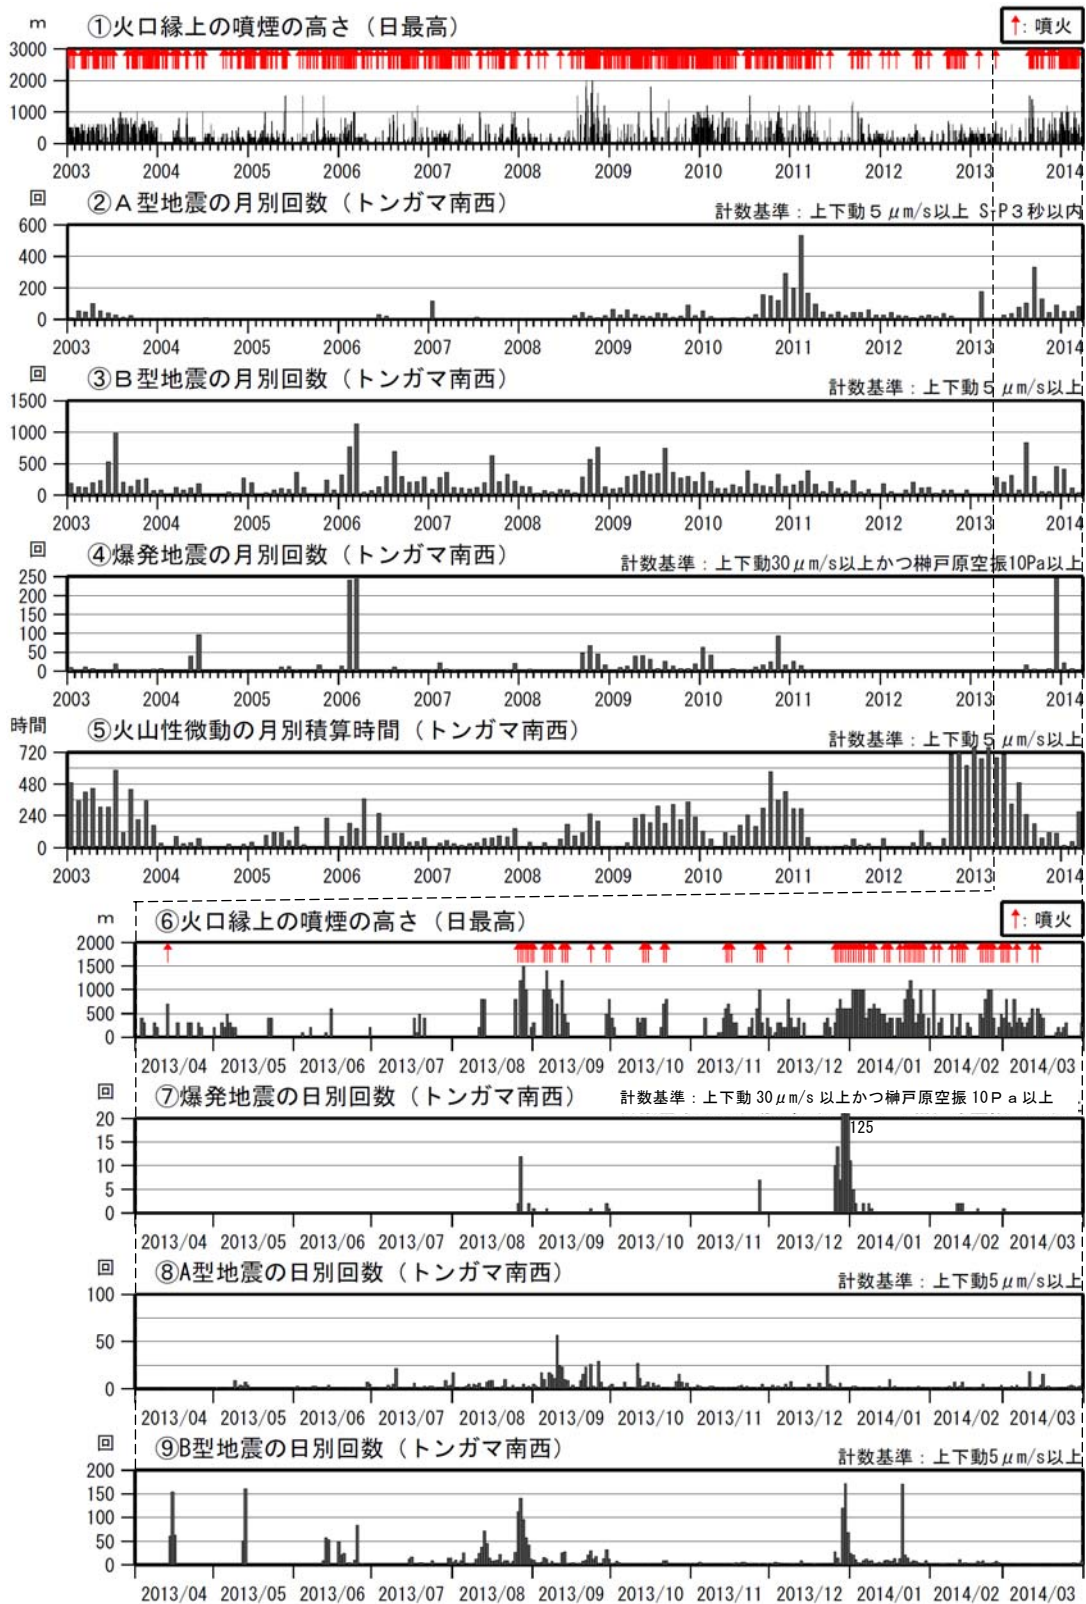 m ①火口縁上の噴煙の高さ（日最高） ↑: 噴火
3000
2000
1000
0
2003 2004 2005 2006 2007 2008 2009 2010 2011 2012 2013 2014
回 ②Ａ型地震の月別回数（トンガマ南西） 計数基準：上下動５μm/s以上 S-P３秒以内
600
400
200
0
2003 2004 2005 2006 2007 2008 2009 2010 2011 2012 2013 2014
回 ③Ｂ型地震の月別回数（トンガマ南西） 計数基準：上下動５μm/s以上
1500
1000
500
0
2003 2004 2005 2006 2007 2008 2009 2010 2011 2012 2013 2014
回 ④爆発地震の月別回数（トンガマ南西） 計数基準：上下動30μm/s以上かつ榊戸原空振10Pa以上
250
200
150
100
50
0
2003 2004 2005 2006 2007 2008 2009 2010 2011 2012 2013 2014
時間 ⑤火山性微動の月別積算時間（トンガマ南西） 計数基準：上下動５μm/s以上
720
480
240
0
2003 2004 2005 2006 2007 2008 2009 2010 2011 2012 2013 2014
m ⑥火口縁上の噴煙の高さ（日最高） ↑: 噴火
2000
1500
1000
500
0
2013/04 2013/05 2013/06 2013/07 2013/08 2013/09 2013/10 2013/11 2013/12 2014/01 2014/02 2014/03
回 ⑦爆発地震の日別回数（トンガマ南西） 計数基準：上下動 30μm/s 以上かつ榊戸原空振 10Ｐａ以上
20 125
15
10
5
0
2013/04 2013/05 2013/06 2013/07 2013/08 2013/09 2013/10 2013/11 2013/12 2014/01 2014/02 2014/03
回 ⑧A型地震の日別回数（トンガマ南西） 計数基準：上下動5μm/s以上
100
50
0
2013/04 2013/05 2013/06 2013/07 2013/08 2013/09 2013/10 2013/11 2013/12 2014/01 2014/02 2014/03
回 ⑨B型地震の日別回数（トンガマ南西） 計数基準：上下動5μm/s以上
200
150
100
50
0
2013/04 2013/05 2013/06 2013/07 2013/08 2013/09 2013/10 2013/11 2013/12 2014/01 2014/02 2014/03